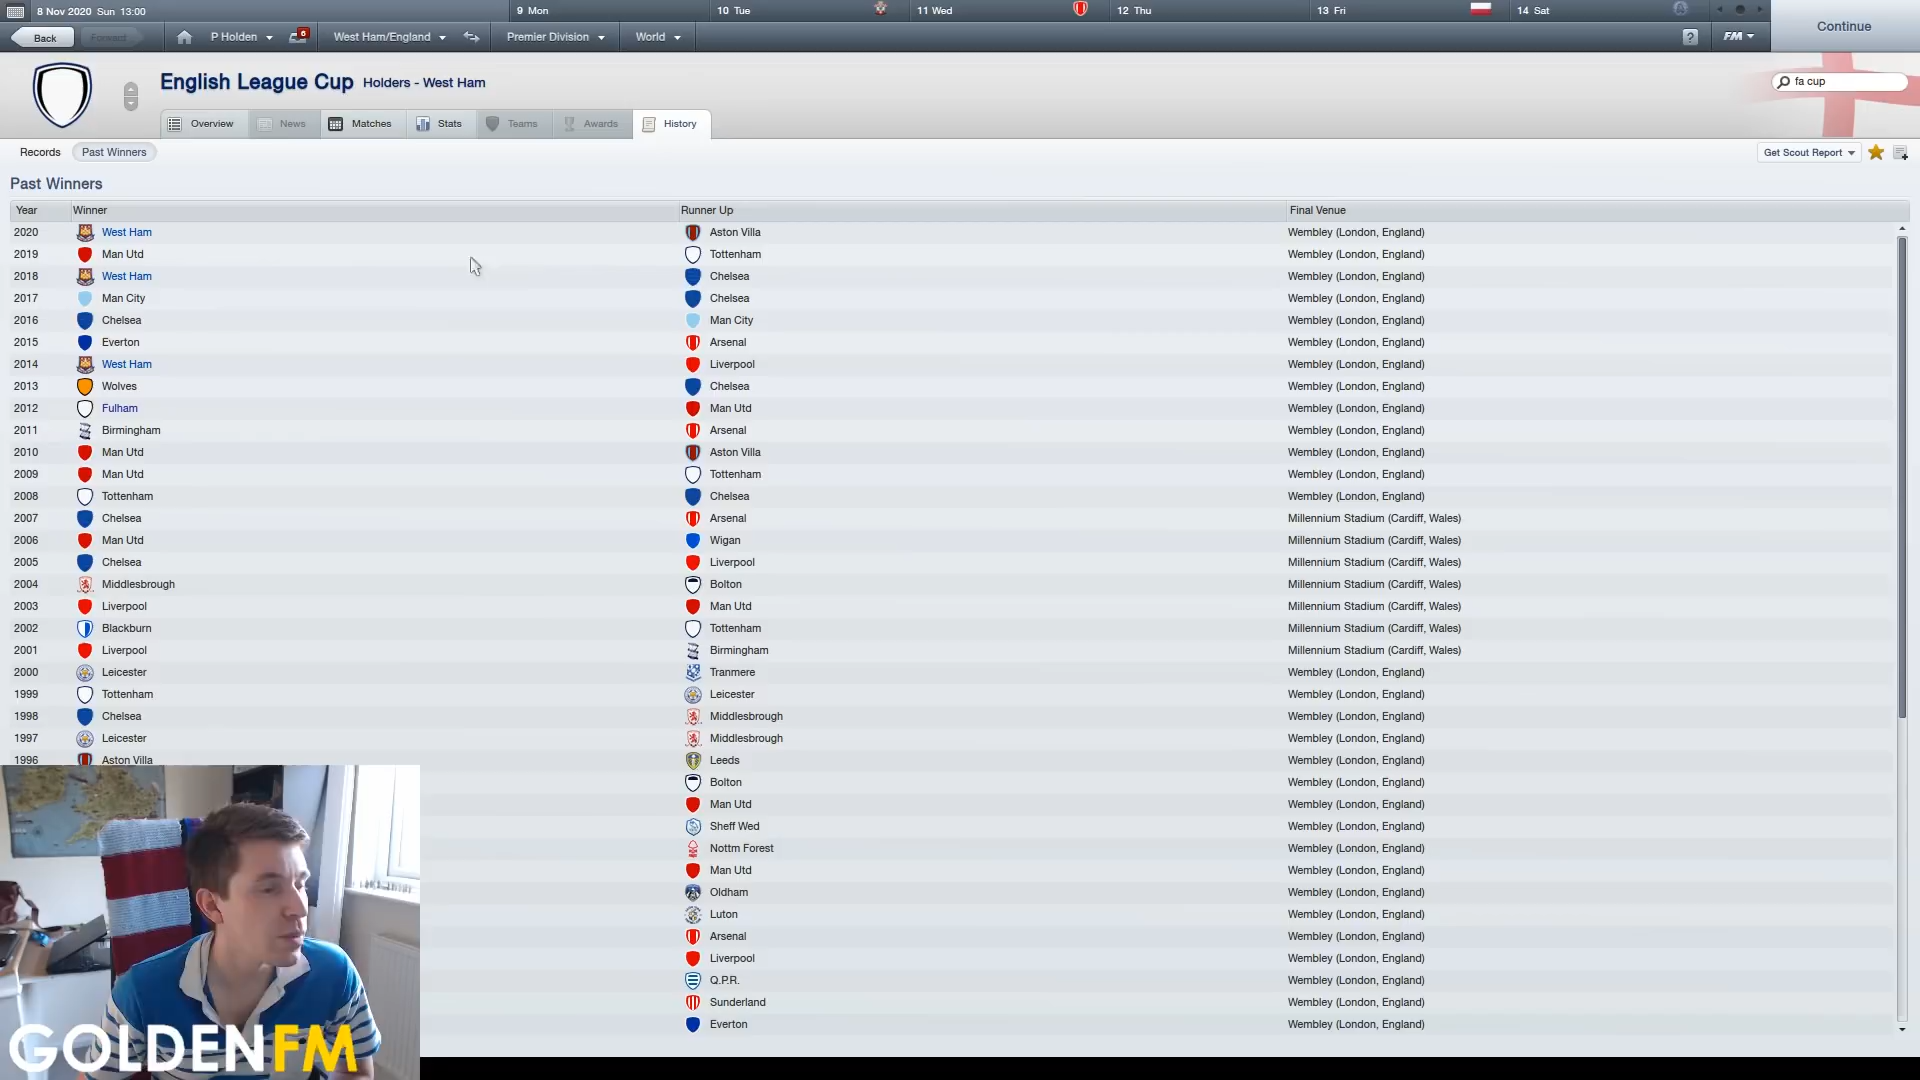 8 Nov 2020 Sun 13:00 9 Mon 10 Tue 11 Wed 12 Thu 13 Fri 14 Sat Continue
Back Forward P Holden 6 West Ham/England Premier Division World ? FM
English League Cup Holders - West Ham fa cup
Overview News Matches Stats Teams Awards History
Records Past Winners Get Scout Report
Past Winners
Year Winner Runner Up Final Venue
2020 West Ham Aston Villa Wembley (London, England)
2019 Man Utd Tottenham Wembley (London, England)
2018 West Ham Chelsea Wembley (London, England)
2017 Man City Chelsea Wembley (London, England)
2016 Chelsea Man City Wembley (London, England)
2015 Everton Arsenal Wembley (London, England)
2014 West Ham Liverpool Wembley (London, England)
2013 Wolves Chelsea Wembley (London, England)
2012 Fulham Man Utd Wembley (London, England)
2011 Birmingham Arsenal Wembley (London, England)
2010 Man Utd Aston Villa Wembley (London, England)
2009 Man Utd Tottenham Wembley (London, England)
2008 Tottenham Chelsea Wembley (London, England)
2007 Chelsea Arsenal Millennium Stadium (Cardiff, Wales)
2006 Man Utd Wigan Millennium Stadium (Cardiff, Wales)
2005 Chelsea Liverpool Millennium Stadium (Cardiff, Wales)
2004 Middlesbrough Bolton Millennium Stadium (Cardiff, Wales)
2003 Liverpool Man Utd Millennium Stadium (Cardiff, Wales)
2002 Blackburn Tottenham Millennium Stadium (Cardiff, Wales)
2001 Liverpool Birmingham Millennium Stadium (Cardiff, Wales)
2000 Leicester Tranmere Wembley (London, England)
1999 Tottenham Leicester Wembley (London, England)
1998 Chelsea Middlesbrough Wembley (London, England)
1997 Leicester Middlesbrough Wembley (London, England)
1996 Aston Villa Leeds Wembley (London, England)
Bolton Wembley (London, England)
Man Utd Wembley (London, England)
Sheff Wed Wembley (London, England)
Nottm Forest Wembley (London, England)
Man Utd Wembley (London, England)
Oldham Wembley (London, England)
Luton Wembley (London, England)
Arsenal Wembley (London, England)
Liverpool Wembley (London, England)
Q.P.R. Wembley (London, England)
Sunderland Wembley (London, England)
Everton Wembley (London, England)
GOLDENFM